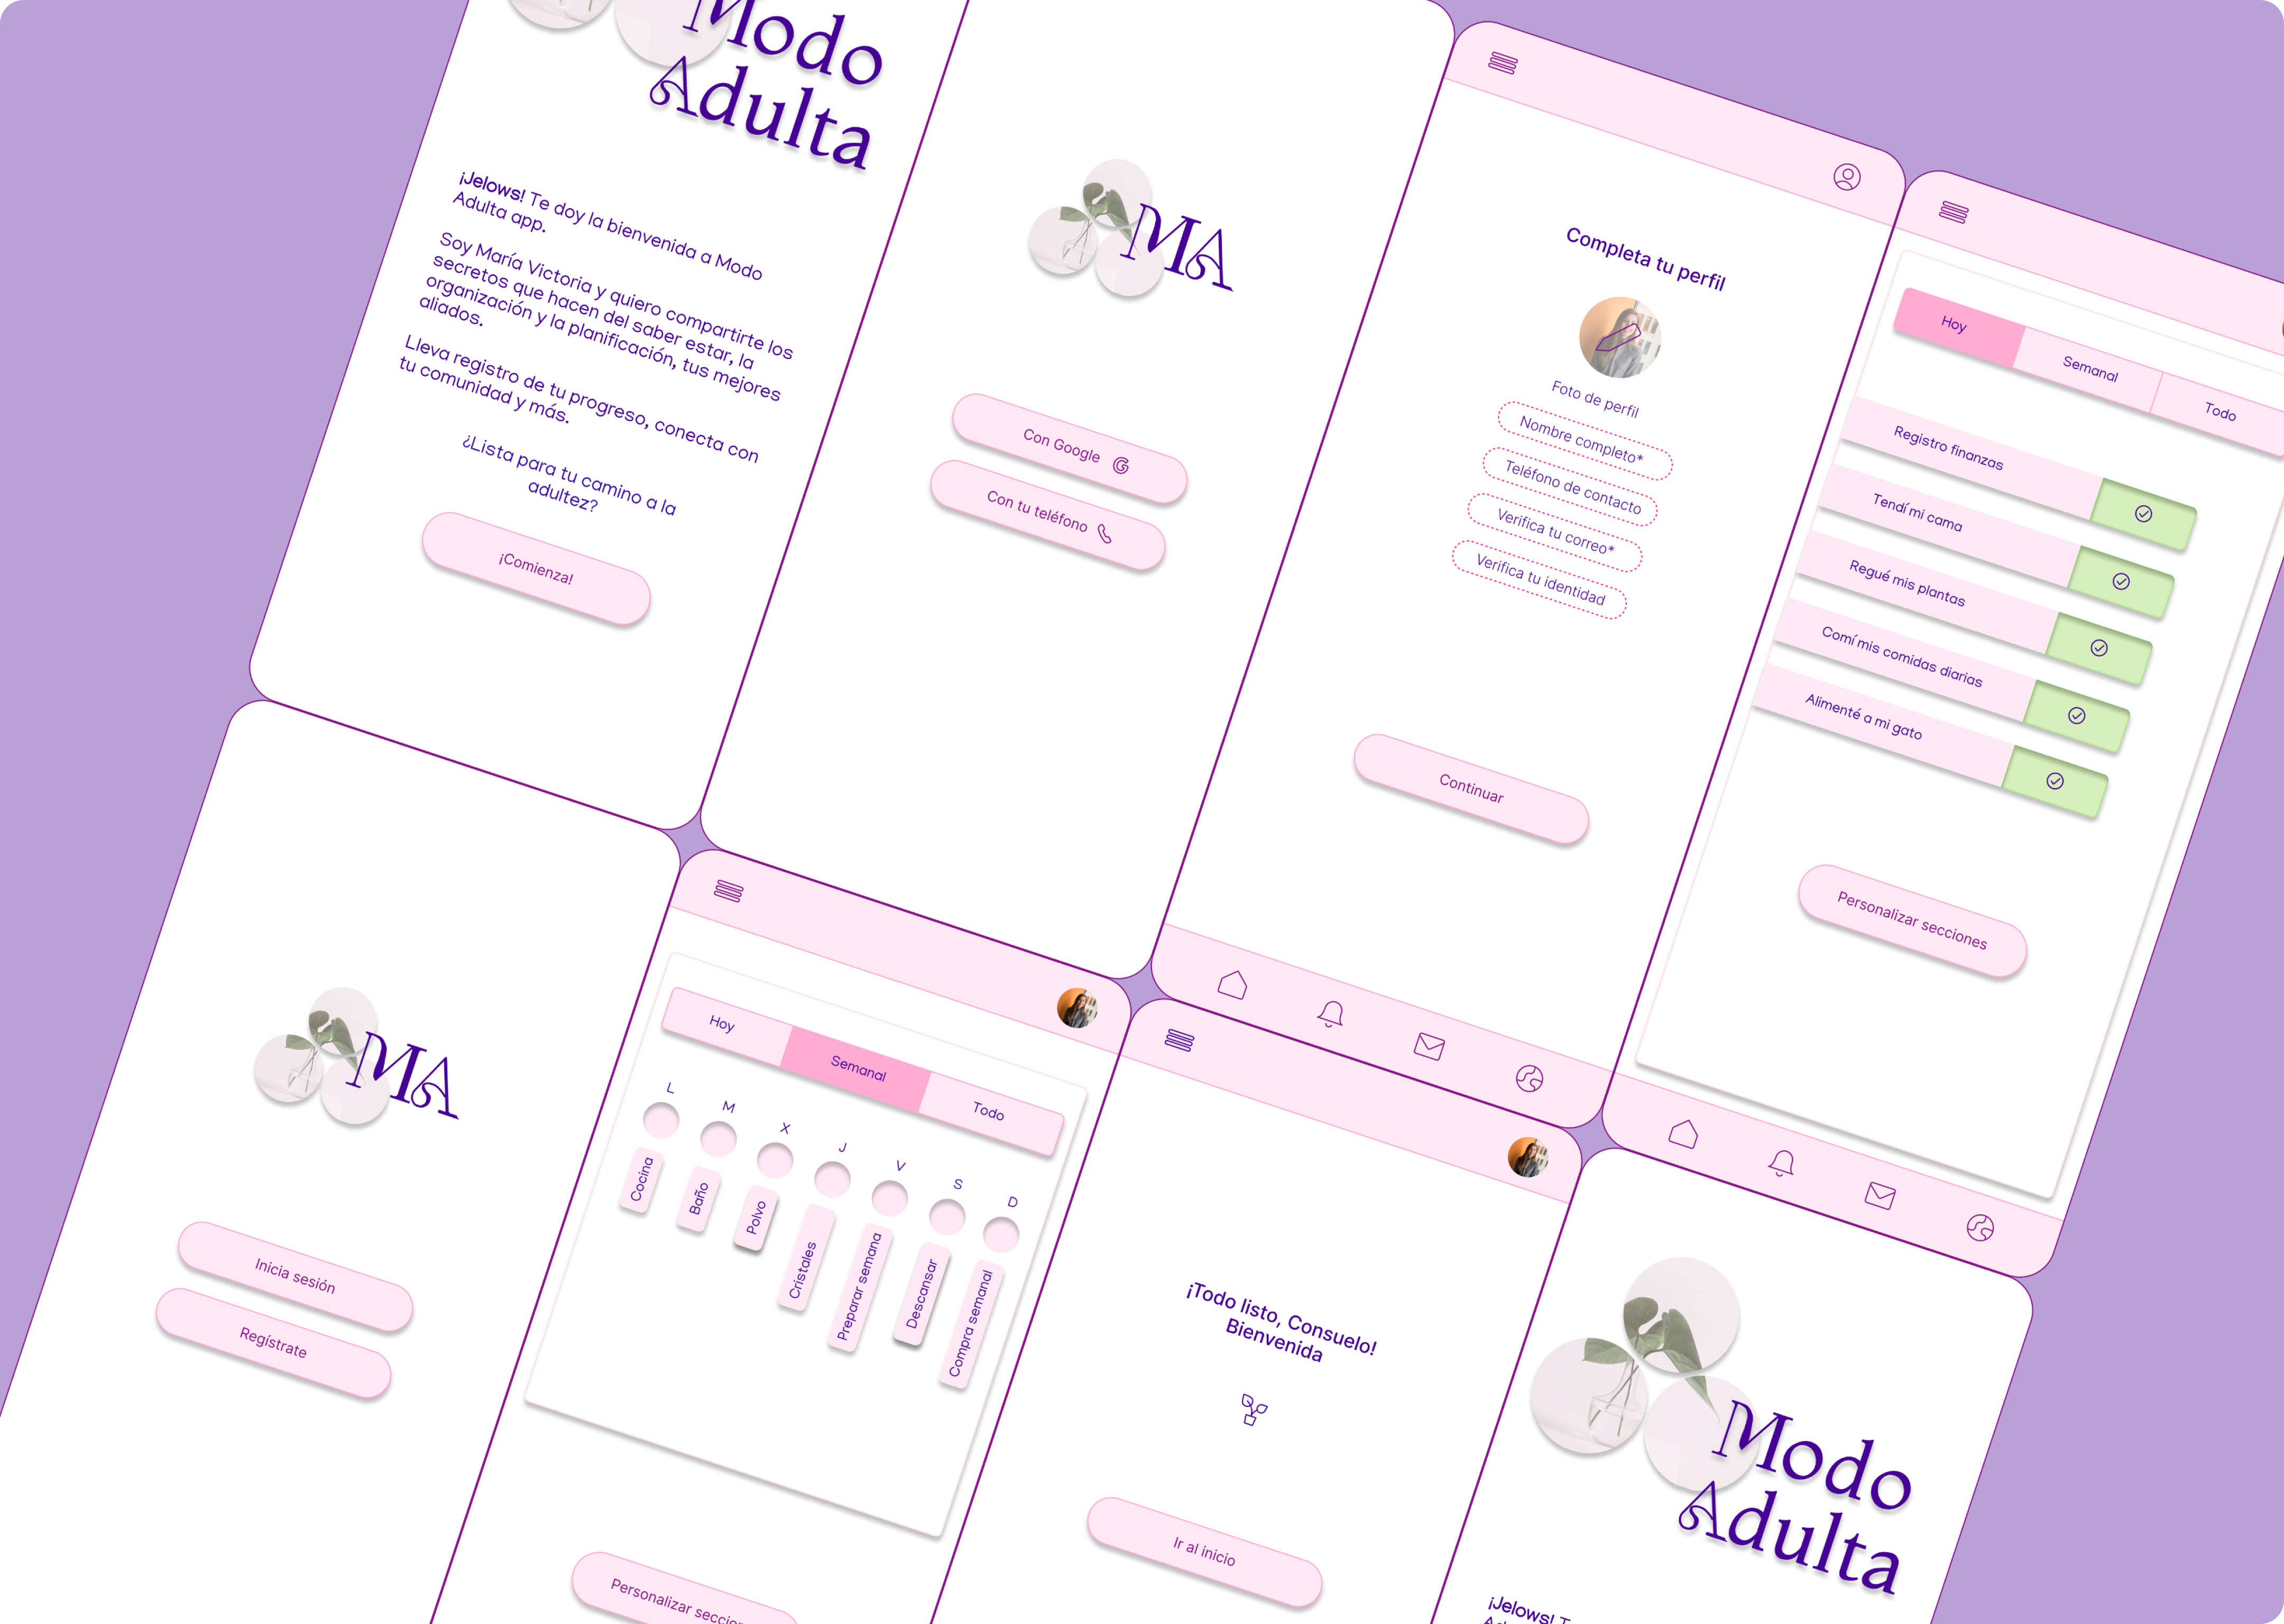 Modo
Adulta
¡Jelows! Te doy la bienvenida a Modo
Adulta app.
Soy María Victoria y quiero compartirte los
secretos que hacen del saber estar, la
organización y la planificación, tus mejores
aliados.
Lleva registro de tu progreso, conecta con
tu comunidad y más.
¿Lista para tu camino a la
adultez?
¡Comienza!
MA
Con Google G
Con tu teléfono
Completa tu perfil
Foto de perfil
Nombre completo*
Teléfono de contacto
Verifica tu correo*
Verifica tu identidad
Continuar
Hoy
Semanal
Todo
Registro finanzas
Tendí mi cama
Regué mis plantas
Comí mis comidas diarias
Alimenté a mi gato
Personalizar secciones
MA
Inicia sesión
Regístrate
Hoy
Semanal
Todo
L
M
X
J
V
S
D
Cocina
Baño
Polvo
Cristales
Preparar semana
Descansar
Compra semanal
Personalizar
¡Todo listo, Consuelo!
Bienvenida
Ir al inicio
Modo
Adulta
¡Jelows!